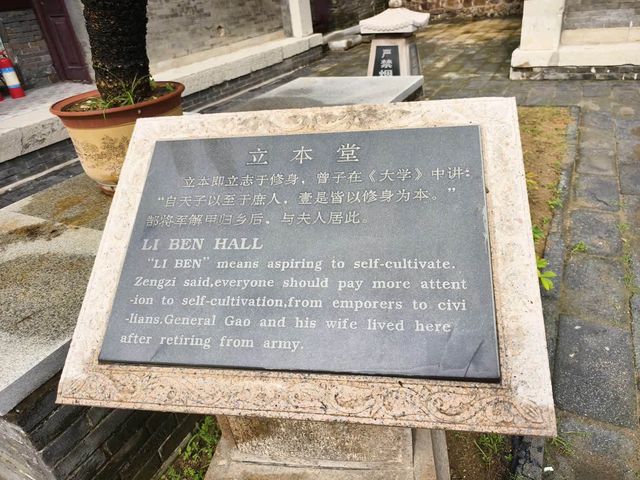 严禁烟
立本堂
立本即立志于修身，曾子在《大学》中讲：
“自天子以至于庶人，壹是皆以修身为本。”
郜将军解甲归乡后、与夫人居此。
LI BEN HALL
“LI BEN” means aspiring to self-cultivate.
Zengzi said,everyone should pay more attent
-ion to self-cultivation,from emporers to civi
-lians.General Gao and his wife lived here
after retiring from army.